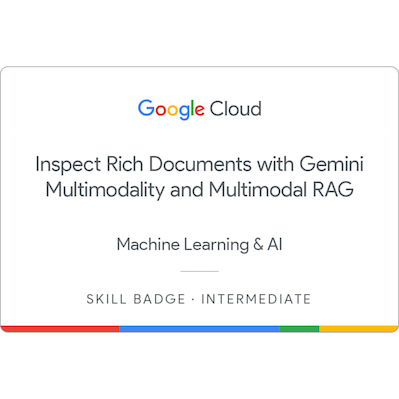 Google Cloud
Inspect Rich Documents with Gemini
Multimodality and Multimodal RAG
Machine Learning & AI
SKILL BADGE · INTERMEDIATE